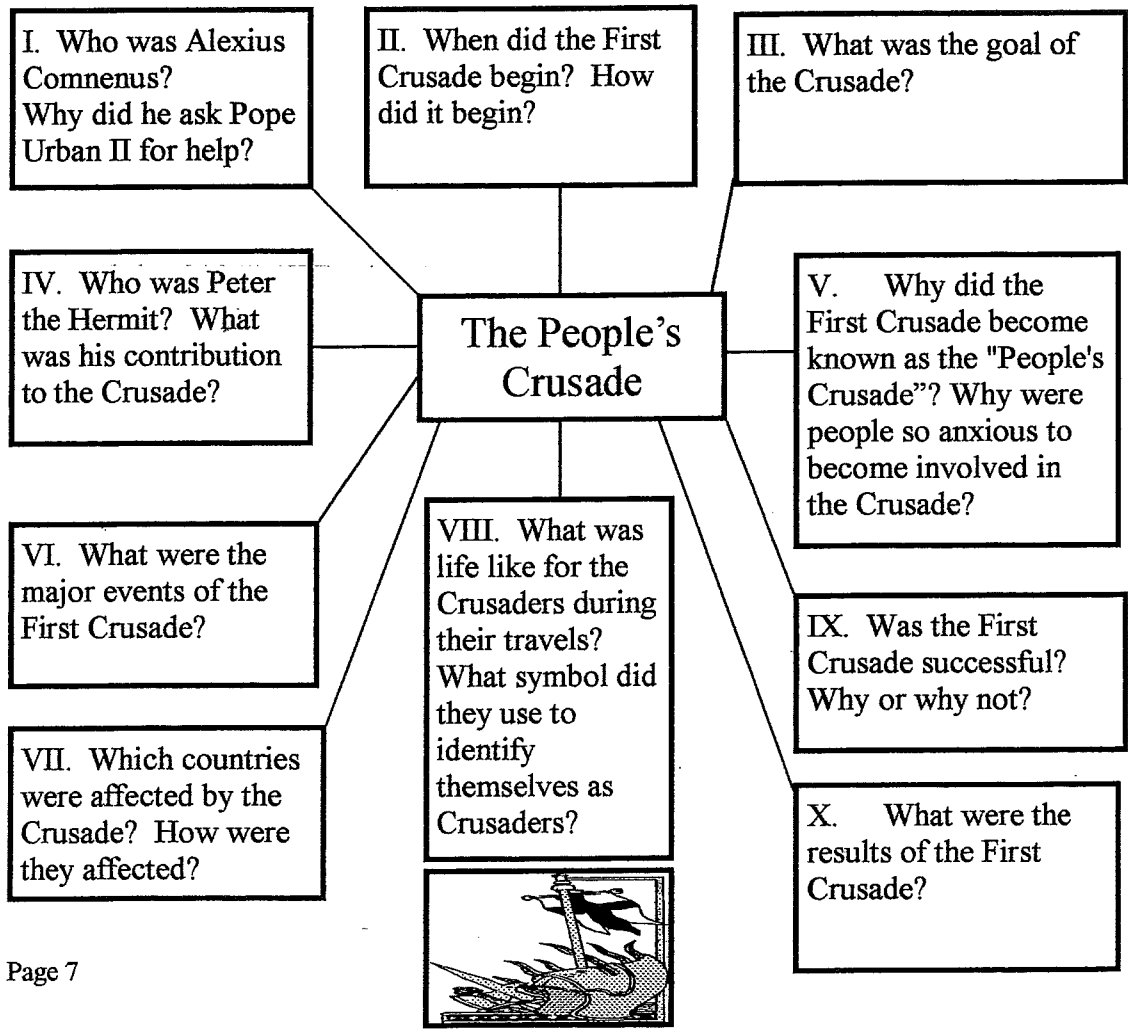 I. Who was Alexius
Comnenus?
Why did he ask Pope
Urban II for help?
II. When did the First
Crusade begin? How
did it begin?
III. What was the goal of
the Crusade?
IV. Who was Peter
the Hermit? What
was his contribution
to the Crusade?
The People's
Crusade
V. Why did the
First Crusade become
known as the "People's
Crusade”? Why were
people so anxious to
become involved in
the Crusade?
VI. What were the
major events of the
First Crusade?
VII. Which countries
were affected by the
Crusade? How were
they affected?
VIII. What was
life like for the
Crusaders during
their travels?
What symbol did
they use to
identify
themselves as
Crusaders?
IX. Was the First
Crusade successful?
Why or why not?
X. What were the
results of the First
Crusade?
Page 7